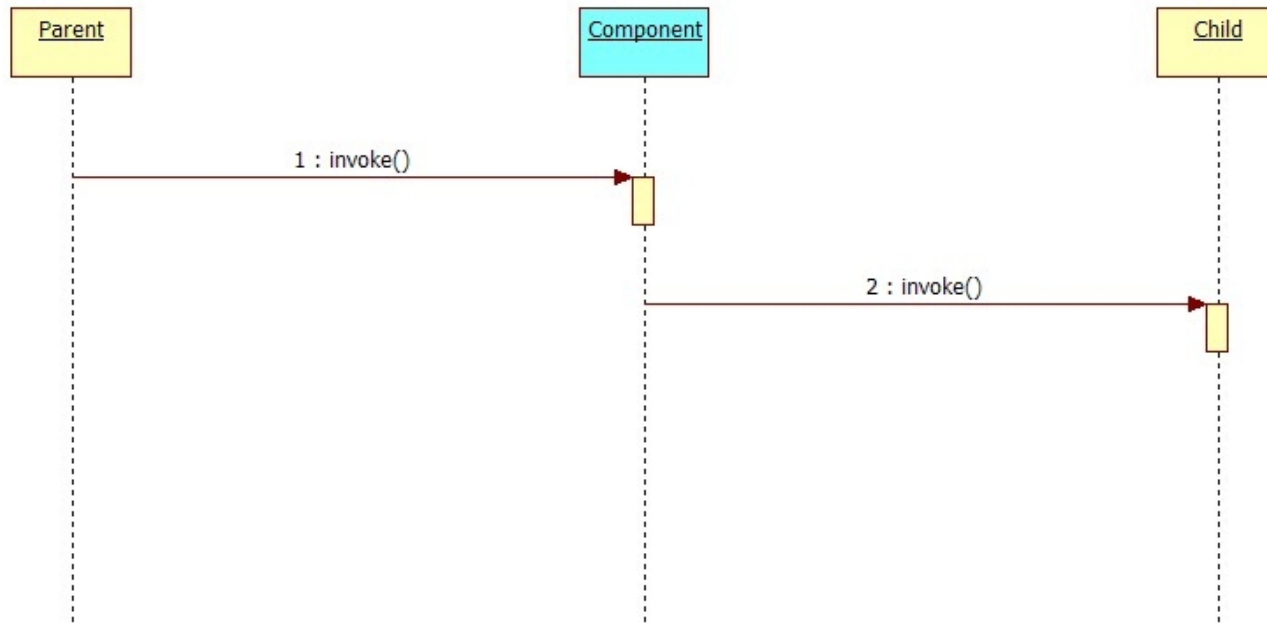 Parent
Component
Child
1 : invoke()
2 : invoke()